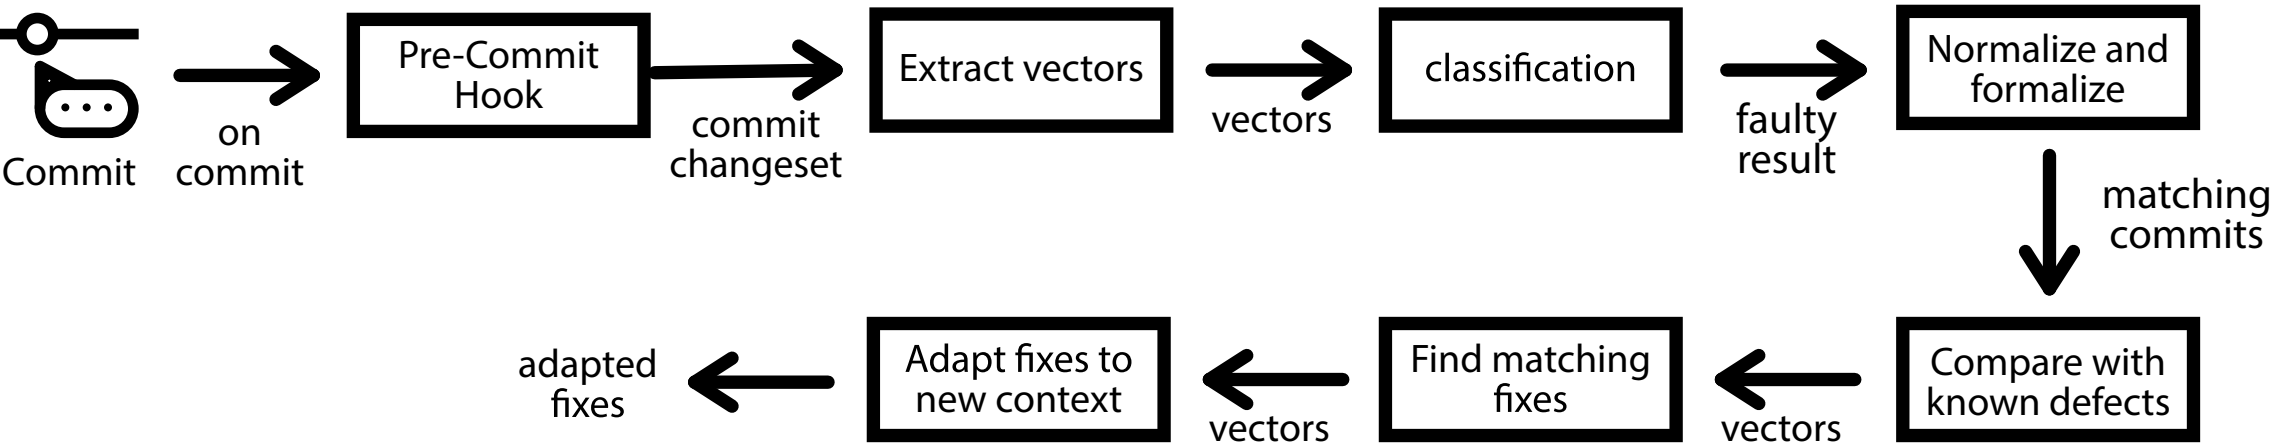 Commit
on
commit
Pre-Commit
Hook
commit
changeset
Extract vectors
vectors
classification
faulty
result
Normalize and
formalize
matching
commits
Compare with
known defects
vectors
Find matching
fixes
vectors
Adapt fixes to
new context
adapted
fixes